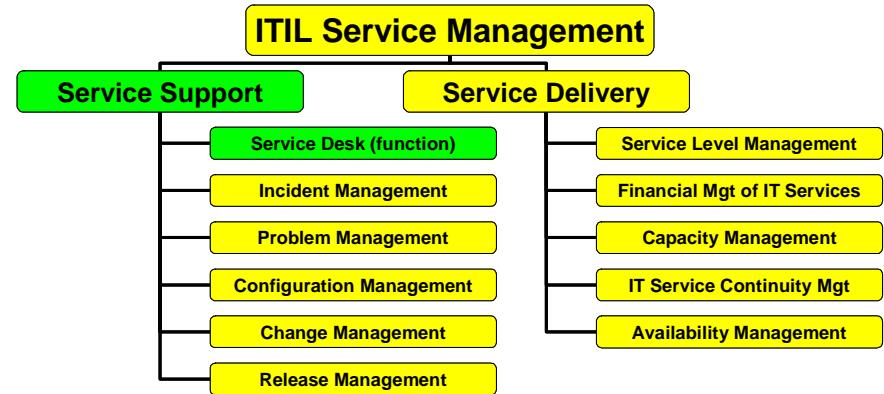 ITIL Service Management
Service Support
Service Delivery
Service Desk (function)
Incident Management
Problem Management
Configuration Management
Change Management
Release Management
Service Level Management
Financial Mgt of IT Services
Capacity Management
IT Service Continuity Mgt
Availability Management